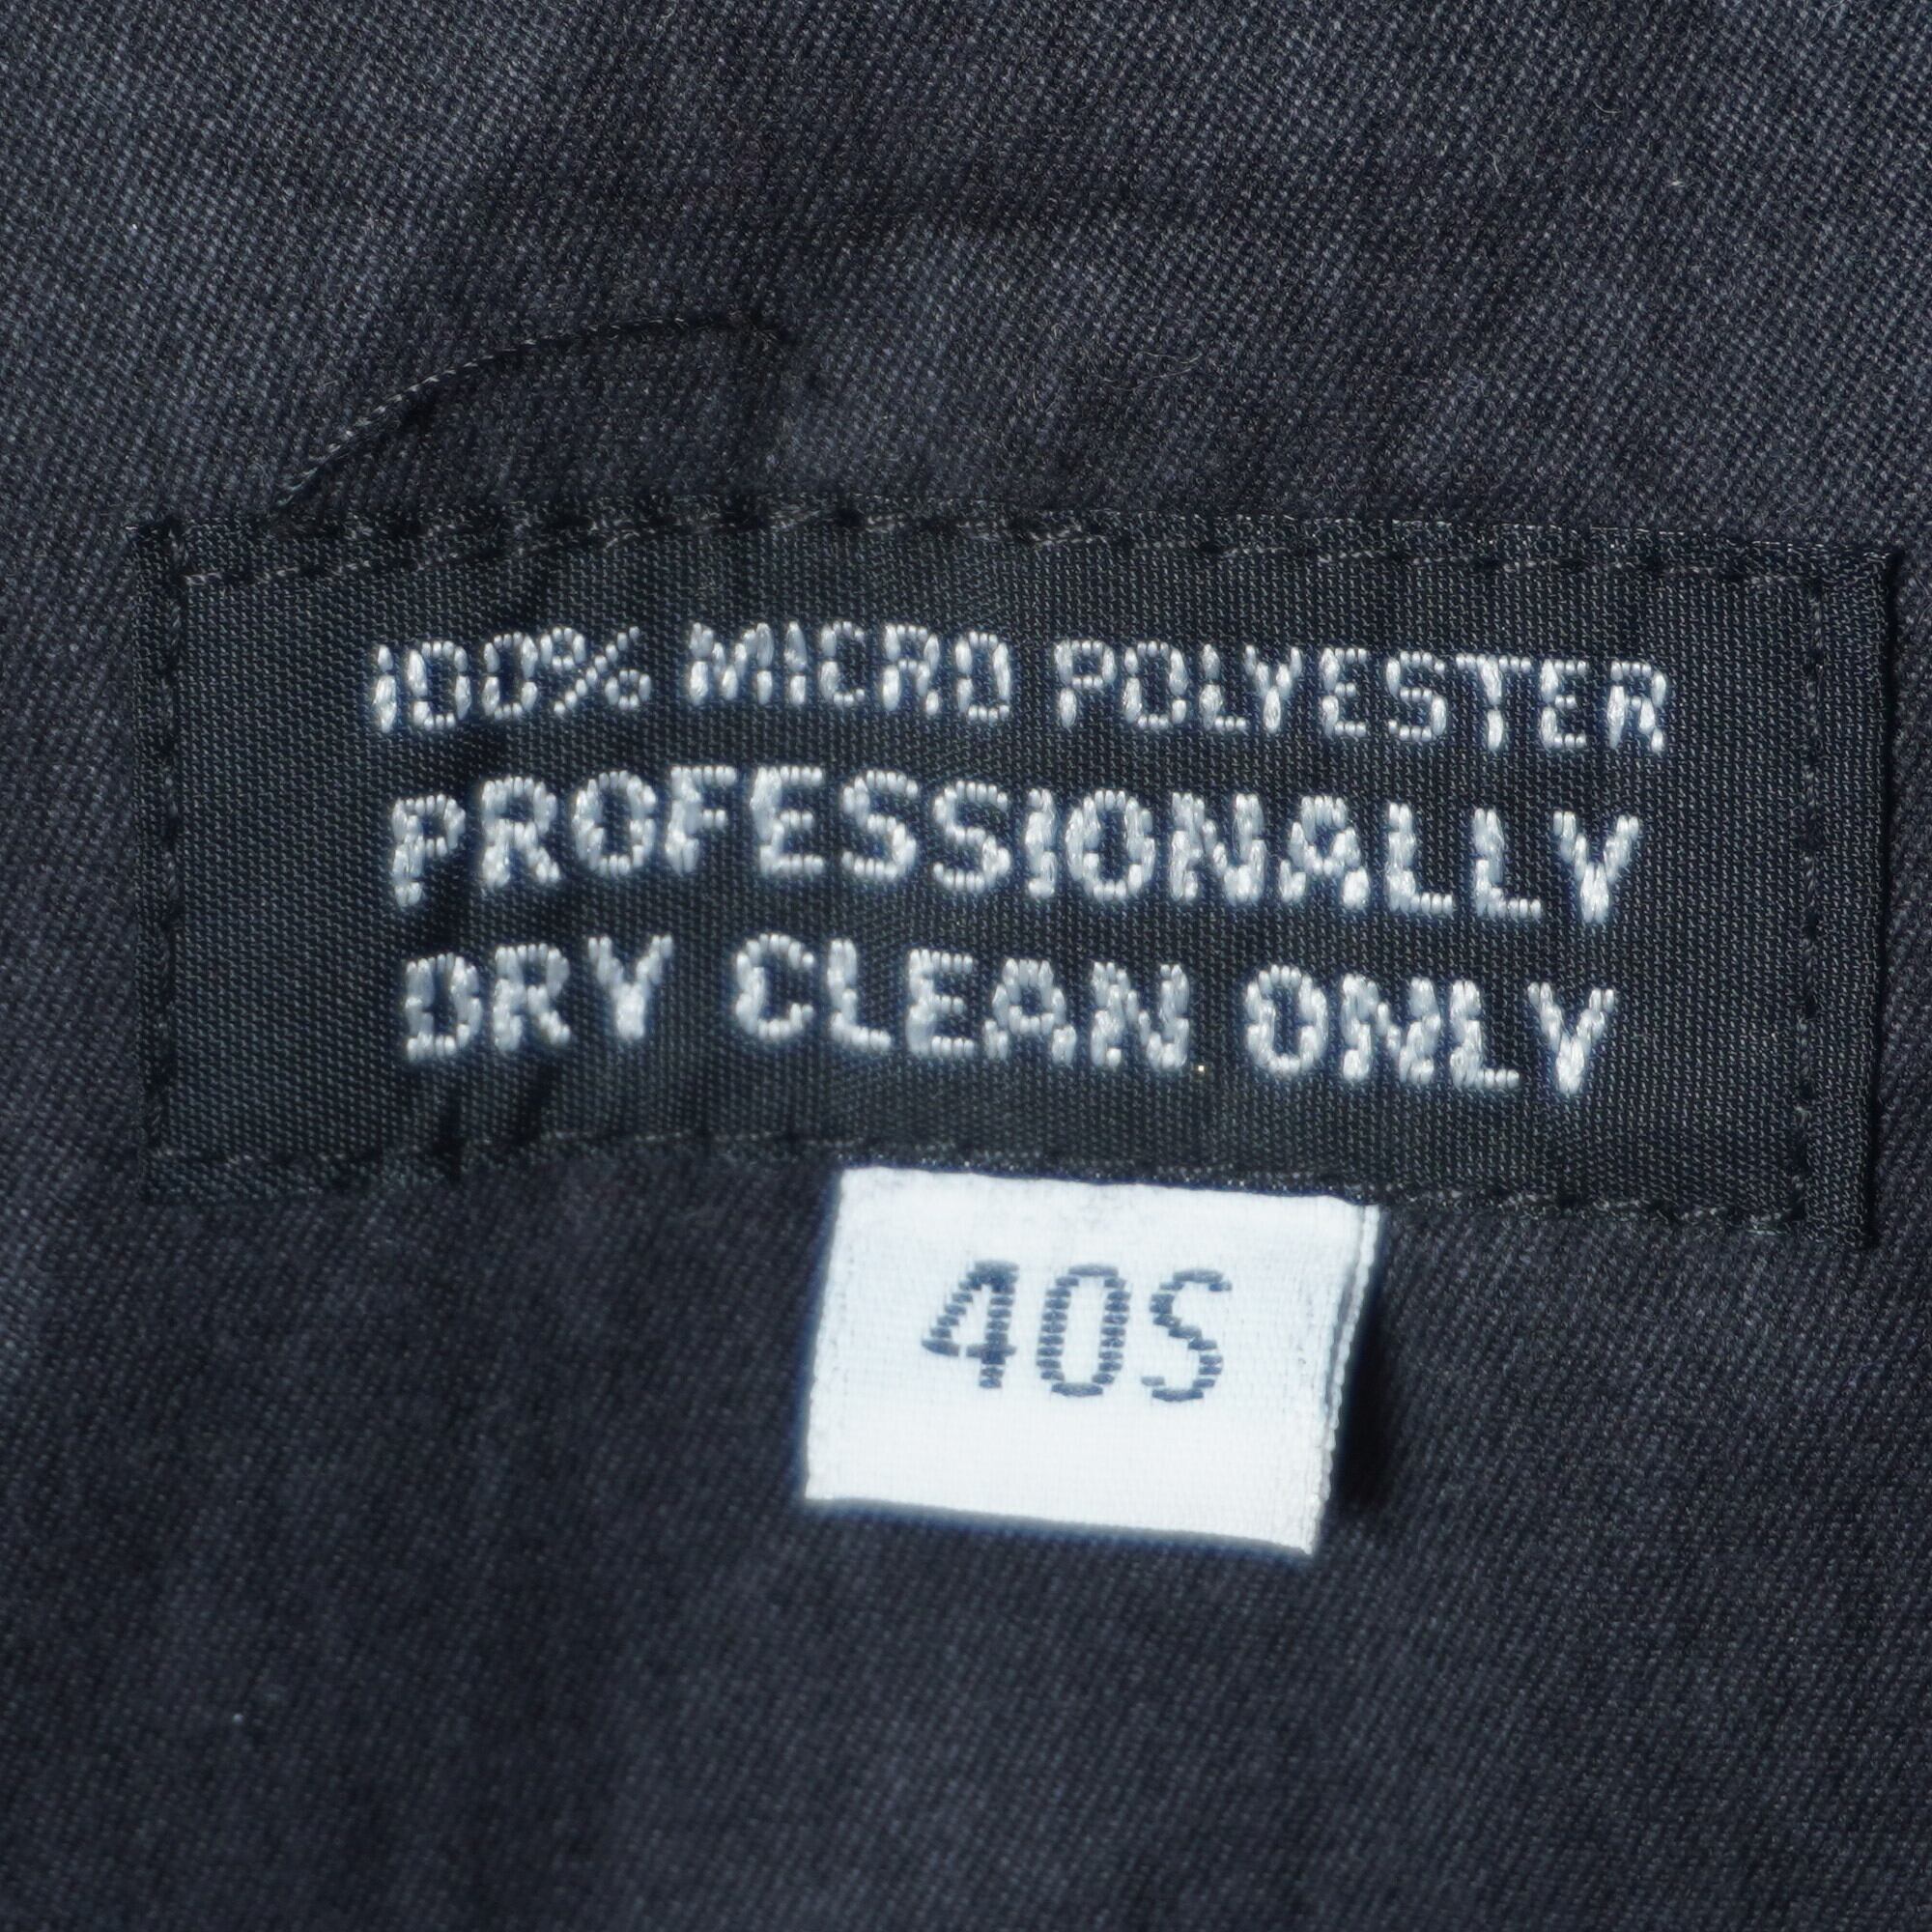 100% MICRO POLYESTER
PROFESSIONALLY
DRY CLEAN ONLY
40S